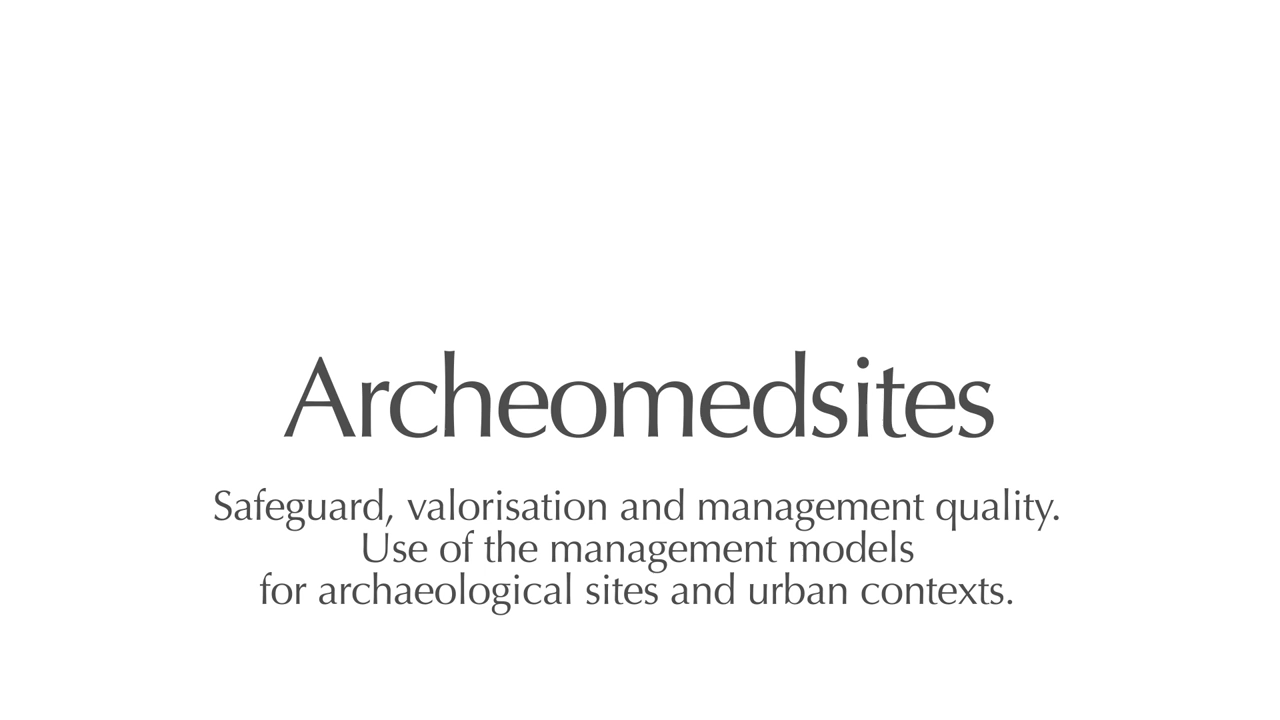 Archeomedsites
Safeguard, valorisation and management quality.
Use of the management models
for archaeological sites and urban contexts.